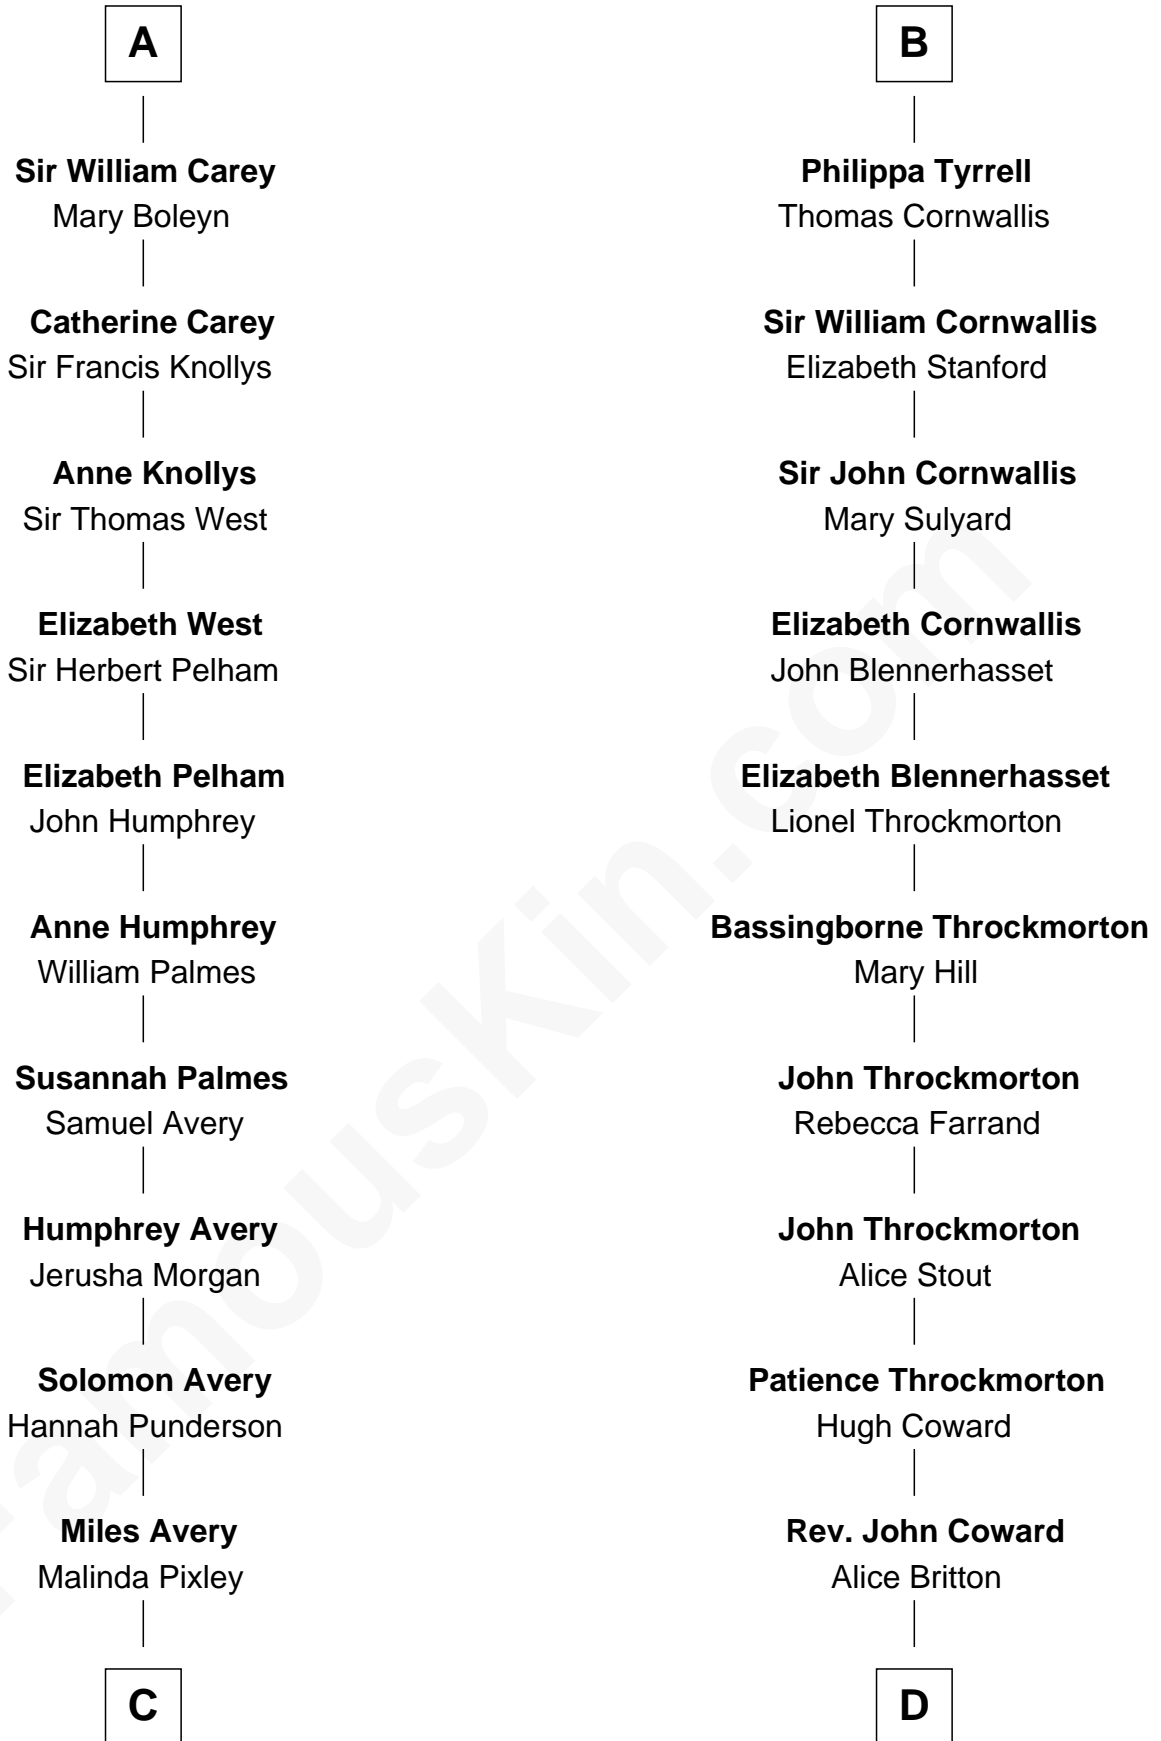 A
Sir William Carey
Mary Boleyn
Catherine Carey
Sir Francis Knollys
Anne Knollys
Sir Thomas West
Elizabeth West
Sir Herbert Pelham
Elizabeth Pelham
John Humphrey
Anne Humphrey
William Palmes
Susannah Palmes
Samuel Avery
Humphrey Avery
Jerusha Morgan
Solomon Avery
Hannah Punderson
Miles Avery
Malinda Pixley
C
B
Philippa Tyrrell
Thomas Cornwallis
Sir William Cornwallis
Elizabeth Stanford
Sir John Cornwallis
Mary Sulyard
Elizabeth Cornwallis
John Blennerhasset
Elizabeth Blennerhasset
Lionel Throckmorton
Bassingborne Throckmorton
Mary Hill
John Throckmorton
Rebecca Farrand
John Throckmorton
Alice Stout
Patience Throckmorton
Hugh Coward
Rev. John Coward
Alice Britton
D
FamousKin.com